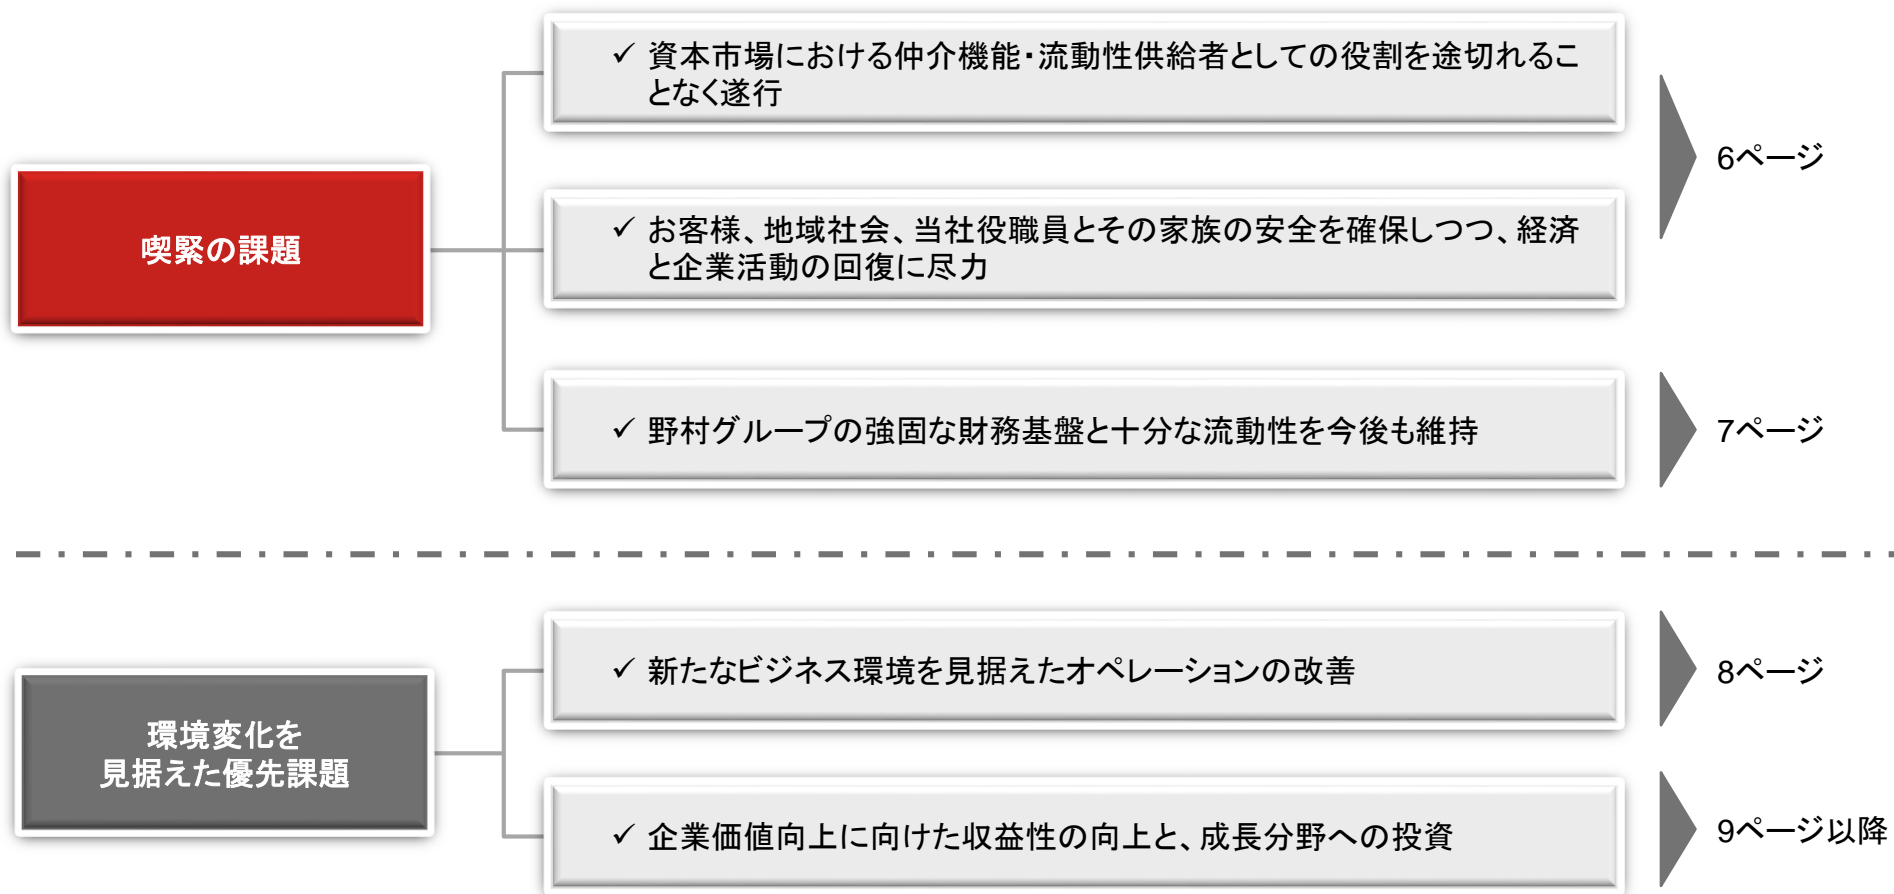 ✓ 資本市場における仲介機能・流動性供給者としての役割を途切れるこ
となく遂行
6ページ
喫緊の課題
✓ お客様、地域社会、当社役職員とその家族の安全を確保しつつ、経済
と企業活動の回復に尽力
✓ 野村グループの強固な財務基盤と十分な流動性を今後も維持
7ページ
環境変化を
見据えた優先課題
✓ 新たなビジネス環境を見据えたオペレーションの改善
8ページ
✓ 企業価値向上に向けた収益性の向上と、成長分野への投資
9ページ以降